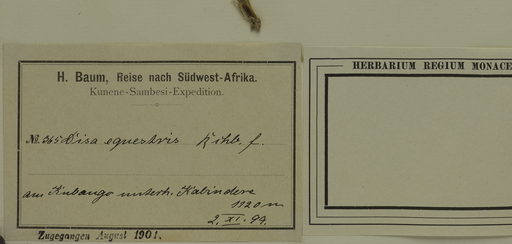 H. Baum, Reise nach Südwest-Afrika.
Kunene-Sambesi-Expedition.
№ 365 Disa equestris Rchb. f.
am Kubango unterh. Kalindere
1120 m
2. XI. 99.
Zugegangen August 1901.
HERBARIUM REGIUM MONACE